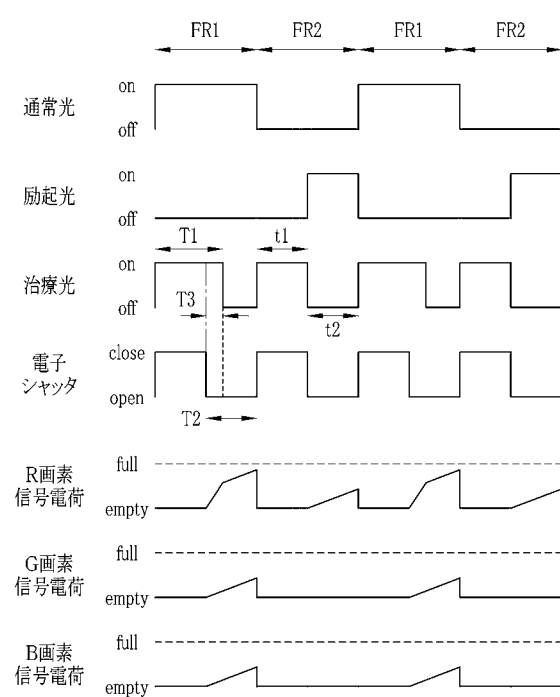 FR1 FR2 FR1 FR2
通常光 on
off
励起光 on
off
T1 t1
治療光 on
off
T3
t2
電子
シャッタ
close
open
T2
R画素
信号電荷
full
empty
G画素
信号電荷
full
empty
B画素
信号電荷
full
empty